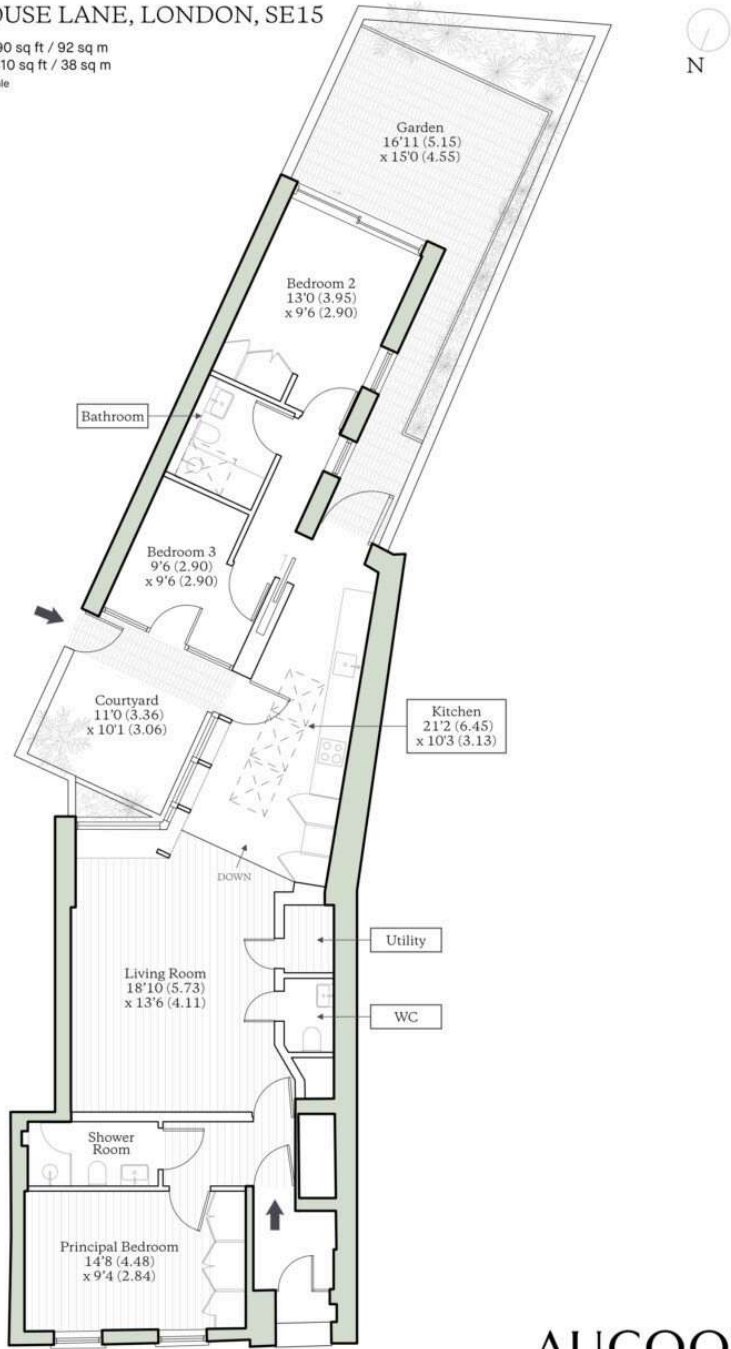 OUSE LANE, LONDON, SE15
90 sq ft / 92 sq m
10 sq ft / 38 sq m
N
Garden
16'11 (5.15)
x 15'0 (4.55)
Bedroom 2
13'0 (3.95)
x 9'6 (2.90)
Bathroom
Bedroom 3
9'6 (2.90)
x 9'6 (2.90)
Courtyard
11'0 (3.36)
x 10'1 (3.06)
Kitchen
21'2 (6.45)
x 10'3 (3.13)
DOWN
Utility
Living Room
18'10 (5.73)
x 13'6 (4.11)
WC
Shower
Room
Principal Bedroom
14'8 (4.48)
x 9'4 (2.84)